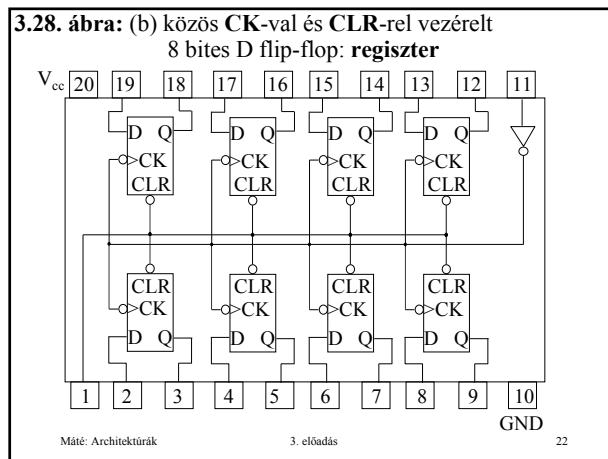 3.28. ábra: (b) közös CK-val és CLR-rel vezérelt
8 bites D flip-flop: regiszter
Vcc 20 19 18 17 16 15 14 13 12 11
D Q D Q D Q D Q
CK CK CK CK
CLR CLR CLR CLR
CLR CLR CLR CLR
CK CK CK CK
D Q D Q D Q D Q
1 2 3 4 5 6 7 8 9 10
GND
Máté: Architektúrák 3. előadás 22